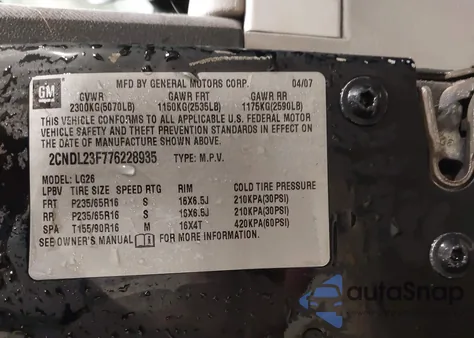 GM
MFD BY GENERAL MOTORS CORP. 04/07
GVWR GAWR FRT GAWR RR
2300KG(5070LB) 1150KG(2535LB) 1175KG(2590LB)
THIS VEHICLE CONFORMS TO ALL APPLICABLE U.S. FEDERAL MOTOR
VEHICLE SAFETY AND THEFT PREVENTION STANDARDS IN EFFECT ON
THE DATE OF MANUFACTURE SHOWN ABOVE.
2CNDL23F776228935 TYPE: M.P.V.
MODEL: LG26
LPBV TIRE SIZE SPEED RTG RIM COLD TIRE PRESSURE
FRT P235/65R16 S 16X6.5J 210KPA(30PSI)
RR P235/65R16 S 16X6.5J 210KPA(30PSI)
SPA T155/90R16 M 16X4T 420KPA(60PSI)
SEE OWNER'S MANUAL FOR MORE INFORMATION.
autoSnap